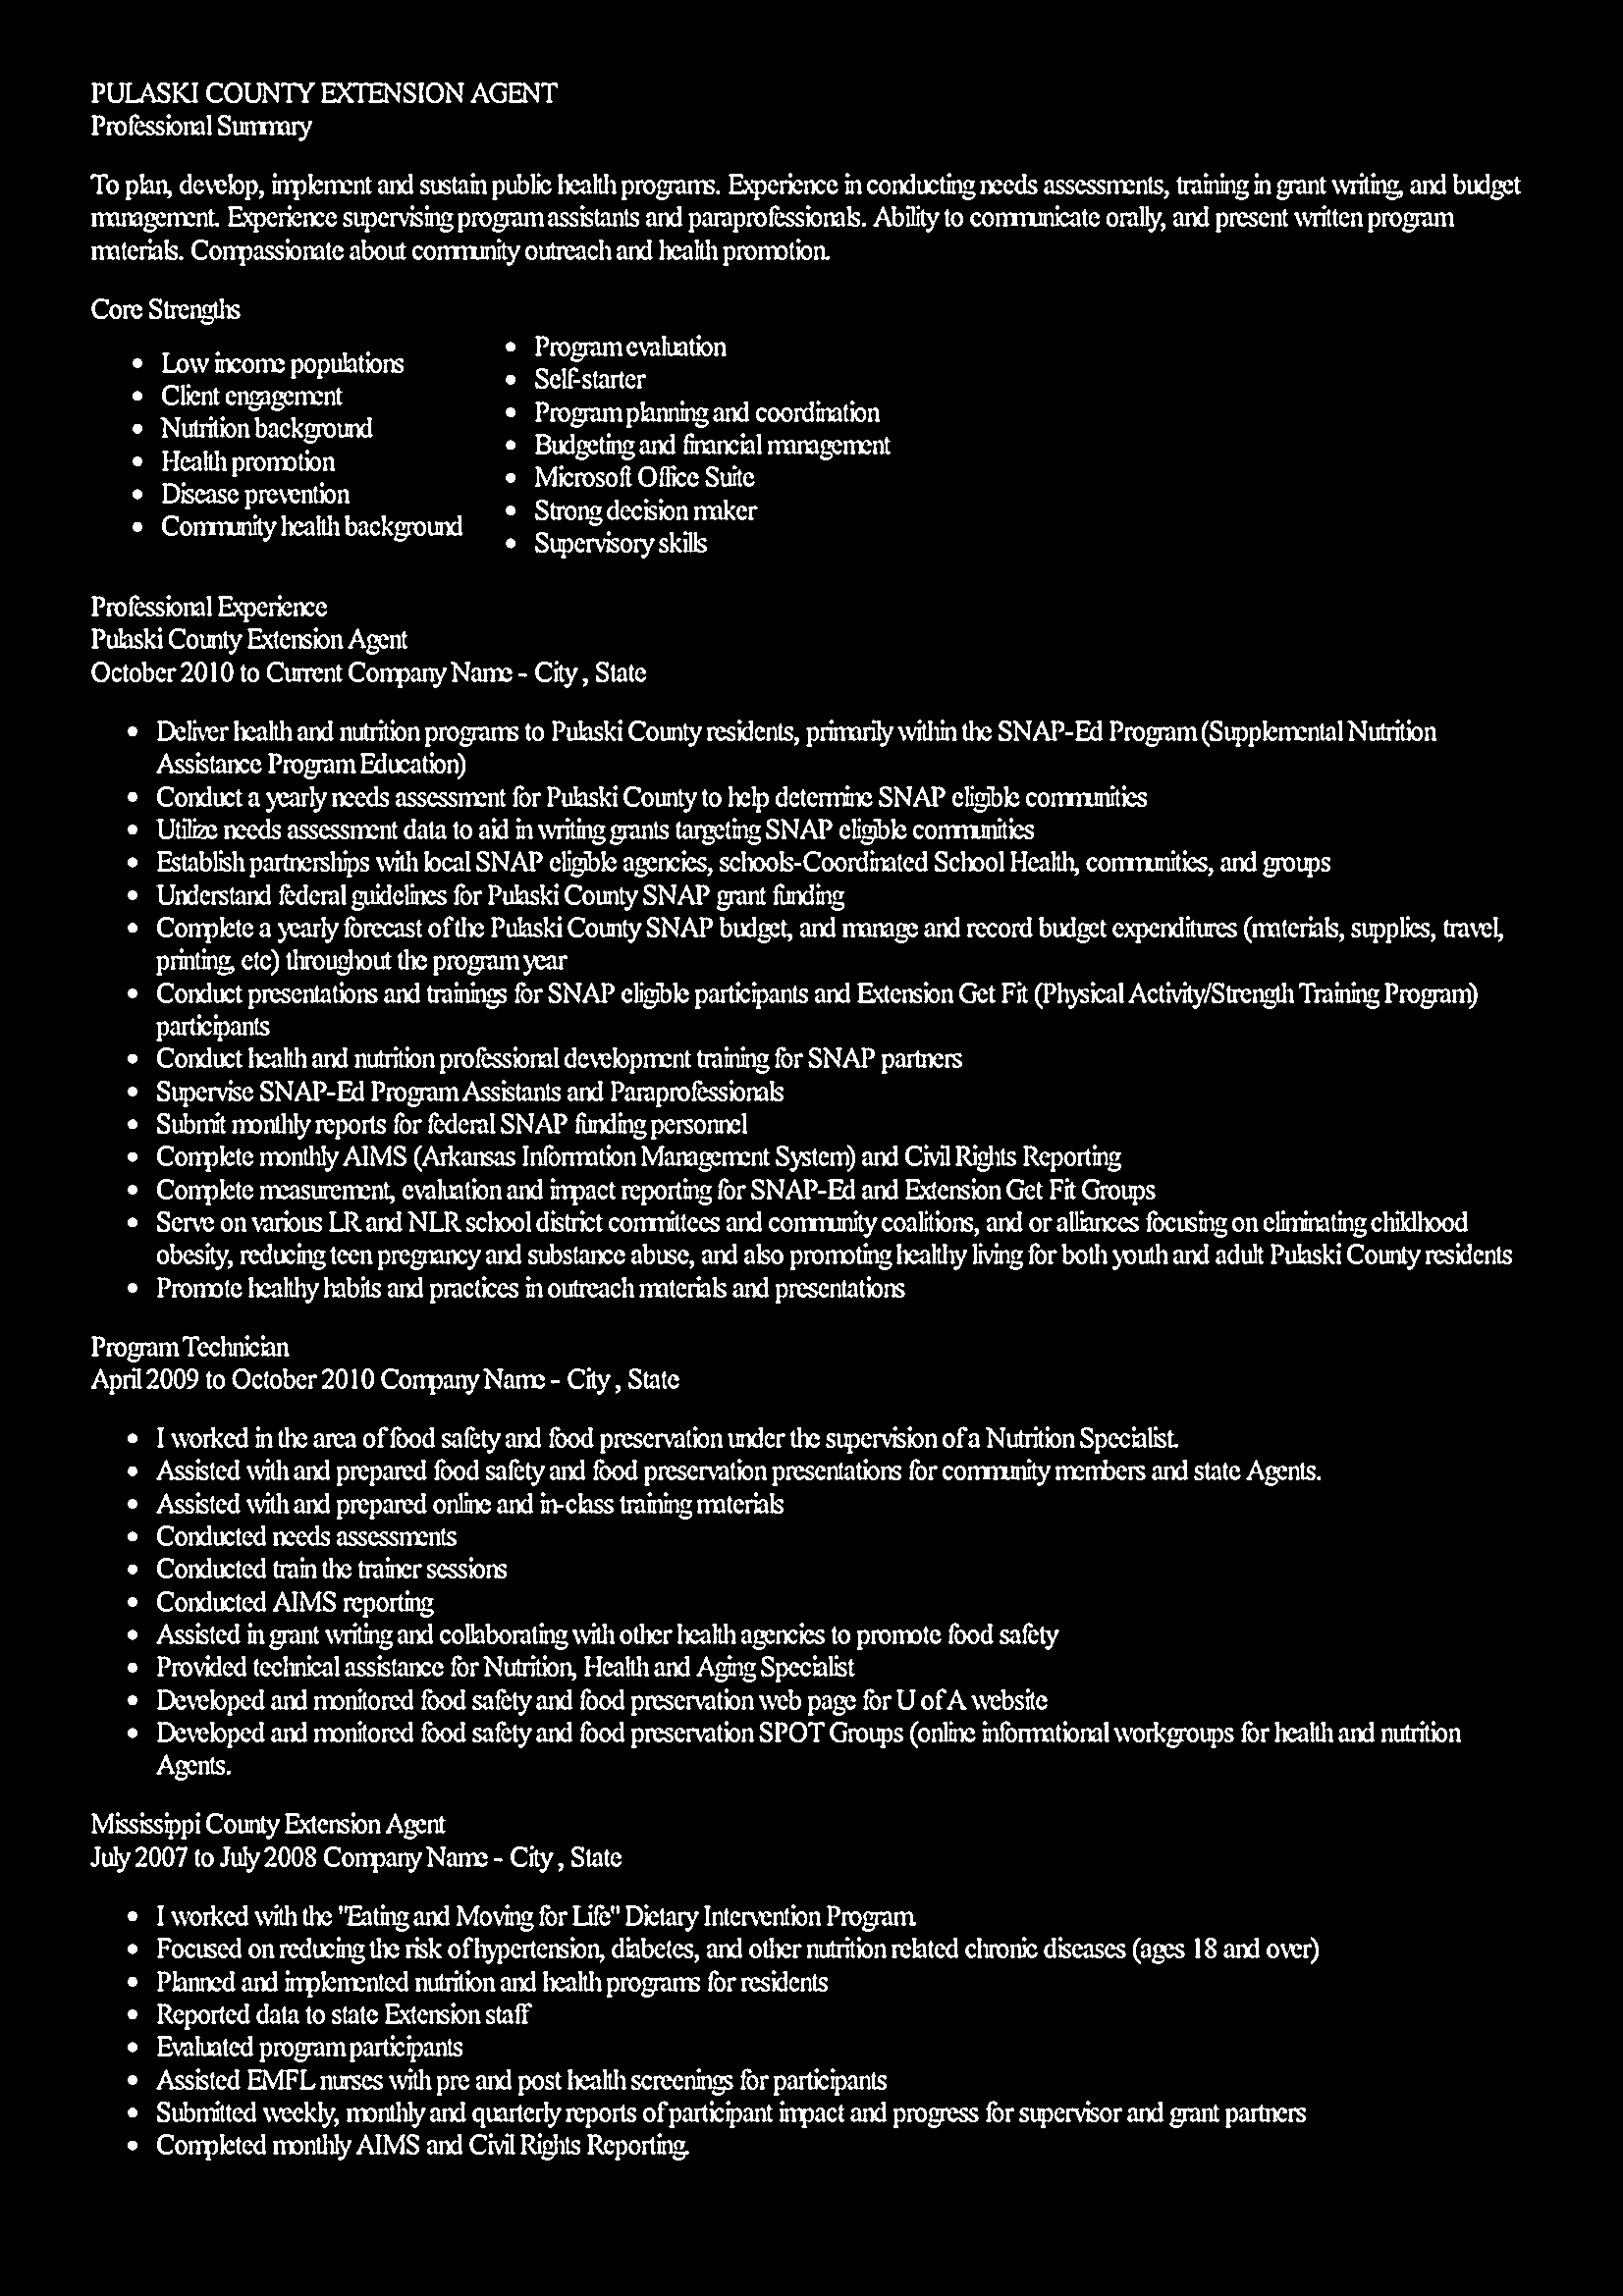 PULASKI COUNTY EXTENSION AGENT
Professional Summary
To plan, develop, implement and sustain public health programs. Experience in conducting needs assessments, training in grant writing, and budget
management. Experience supervising program assistants and paraprofessionals. Ability to communicate orally, and present written program
materials. Compassionate about community outreach and health promotion.
Core Strengths
• Low income populations
• Client engagement
• Nutrition background
• Health promotion
• Disease prevention
• Community health background
• Program evaluation
• Self-starter
• Program planning and coordination
• Budgeting and financial management
• Microsoft Office Suite
• Strong decision maker
• Supervisory skills
Professional Experience
Pulaski County Extension Agent
October 2010 to Current Company Name - City , State
• Deliver health and nutrition programs to Pulaski County residents, primarily within the SNAP-Ed Program (Supplemental Nutrition
Assistance Program Education)
• Conduct a yearly needs assessment for Pulaski County to help determine SNAP eligible communities
• Utilize needs assessment data to aid in writing grants targeting SNAP eligible communities
• Establish partnerships with local SNAP eligible agencies, schools-Coordinated School Health, communities, and groups
• Understand federal guidelines for Pulaski County SNAP grant funding
• Complete a yearly forecast of the Pulaski County SNAP budget, and manage and record budget expenditures (materials, supplies, travel,
printing, etc) throughout the program year
• Conduct presentations and trainings for SNAP eligible participants and Extension Get Fit (Physical Activity/Strength Training Program)
participants
• Conduct health and nutrition professional development training for SNAP partners
• Supervise SNAP-Ed Program Assistants and Paraprofessionals
• Submit monthly reports for federal SNAP funding personnel
• Complete monthly AIMS (Arkansas Information Management System) and Civil Rights Reporting
• Complete measurement, evaluation and impact reporting for SNAP-Ed and Extension Get Fit Groups
• Serve on various LR and NLR school district committees and community coalitions, and or alliances focusing on eliminating childhood
obesity, reducing teen pregnancy and substance abuse, and also promoting healthy living for both youth and adult Pulaski County residents
• Promote healthy habits and practices in outreach materials and presentations
Program Technician
April 2009 to October 2010 Company Name - City , State
• I worked in the area of food safety and food preservation under the supervision of a Nutrition Specialist.
• Assisted with and prepared food safety and food preservation presentations for community members and state Agents.
• Assisted with and prepared online and in-class training materials
• Conducted needs assessments
• Conducted train the trainer sessions
• Conducted AIMS reporting
• Assisted in grant writing and collaborating with other health agencies to promote food safety
• Provided technical assistance for Nutrition, Health and Aging Specialist
• Developed and monitored food safety and food preservation web page for U of A website
• Developed and monitored food safety and food preservation SPOT Groups (online informational workgroups for health and nutrition
Agents.
Mississippi County Extension Agent
July 2007 to July 2008 Company Name - City , State
• I worked with the "Eating and Moving for Life" Dietary Intervention Program.
• Focused on reducing the risk of hypertension, diabetes, and other nutrition related chronic diseases (ages 18 and over)
• Planned and implemented nutrition and health programs for residents
• Reported data to state Extension staff
• Evaluated program participants
• Assisted EMFL nurses with pre and post health screenings for participants
• Submitted weekly, monthly and quarterly reports of participant impact and progress for supervisor and grant partners
• Completed monthly AIMS and Civil Rights Reporting.